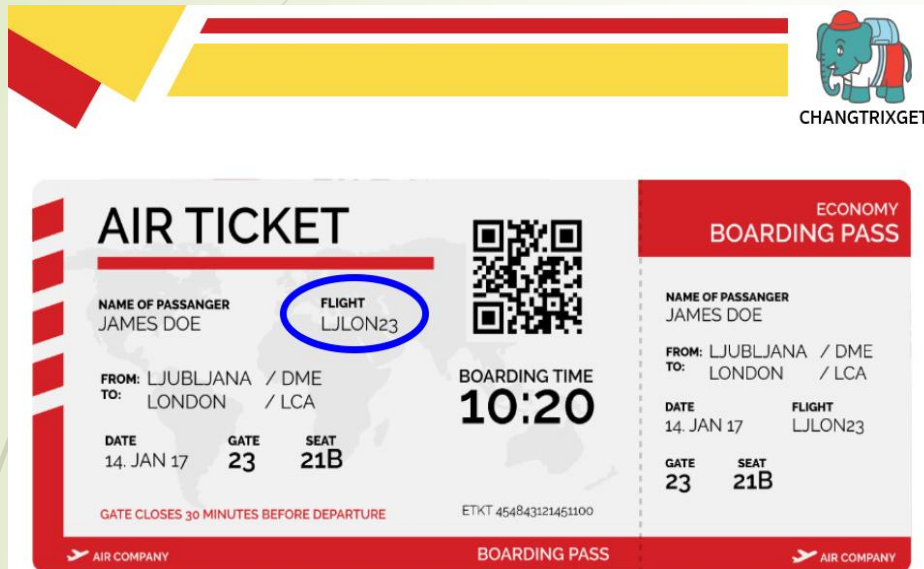 CHANGTRIXGET
AIR TICKET
NAME OF PASSANGER
JAMES DOE
FLIGHT
LJLON23
FROM: LJUBLJANA / DME
TO: LONDON / LCA
DATE
14. JAN 17
GATE
23
SEAT
21B
GATE CLOSES 30 MINUTES BEFORE DEPARTURE
BOARDING TIME
10:20
ETKT 454843121451100
AIR COMPANY
BOARDING PASS
ECONOMY
BOARDING PASS
NAME OF PASSANGER
JAMES DOE
FROM: LJUBLJANA / DME
TO: LONDON / LCA
DATE
14. JAN 17
FLIGHT
LJLON23
GATE
23
SEAT
21B
AIR COMPANY